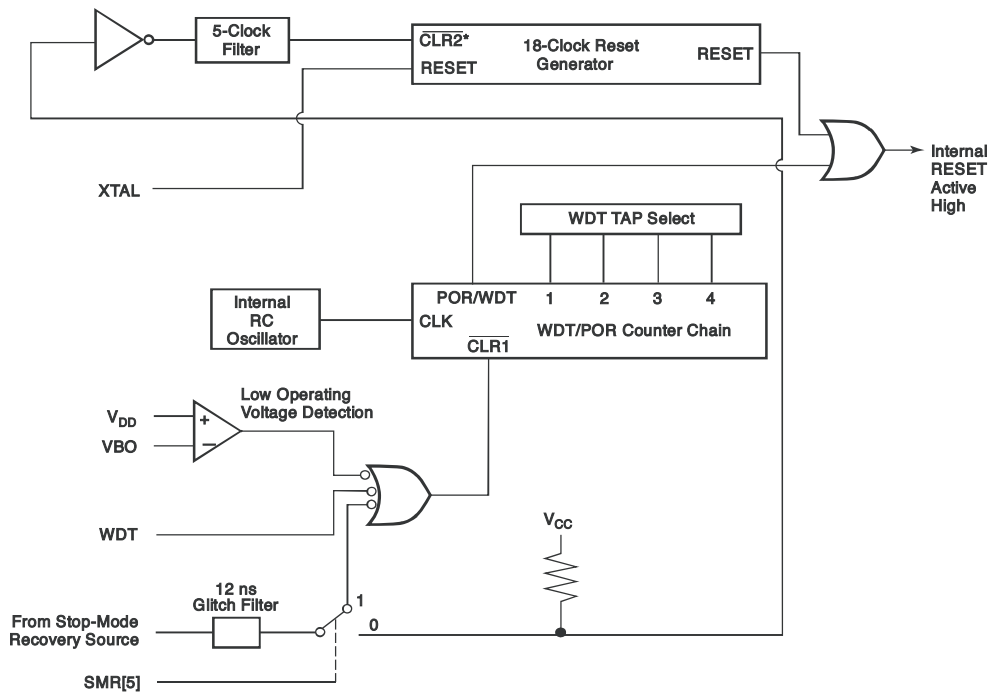 5-Clock
Filter
CLR2*
RESET
18-Clock Reset
Generator
RESET
Internal
RESET
Active
High
XTAL
WDT TAP Select
POR/WDT
1
2
3
4
Internal
RC
Oscillator
CLK
WDT/POR Counter Chain
CLR1
Low Operating
Voltage Detection
VDD
+
VBO
−
WDT
VCC
12 ns
Glitch Filter
1
From Stop-Mode
Recovery Source
0
SMR[5]